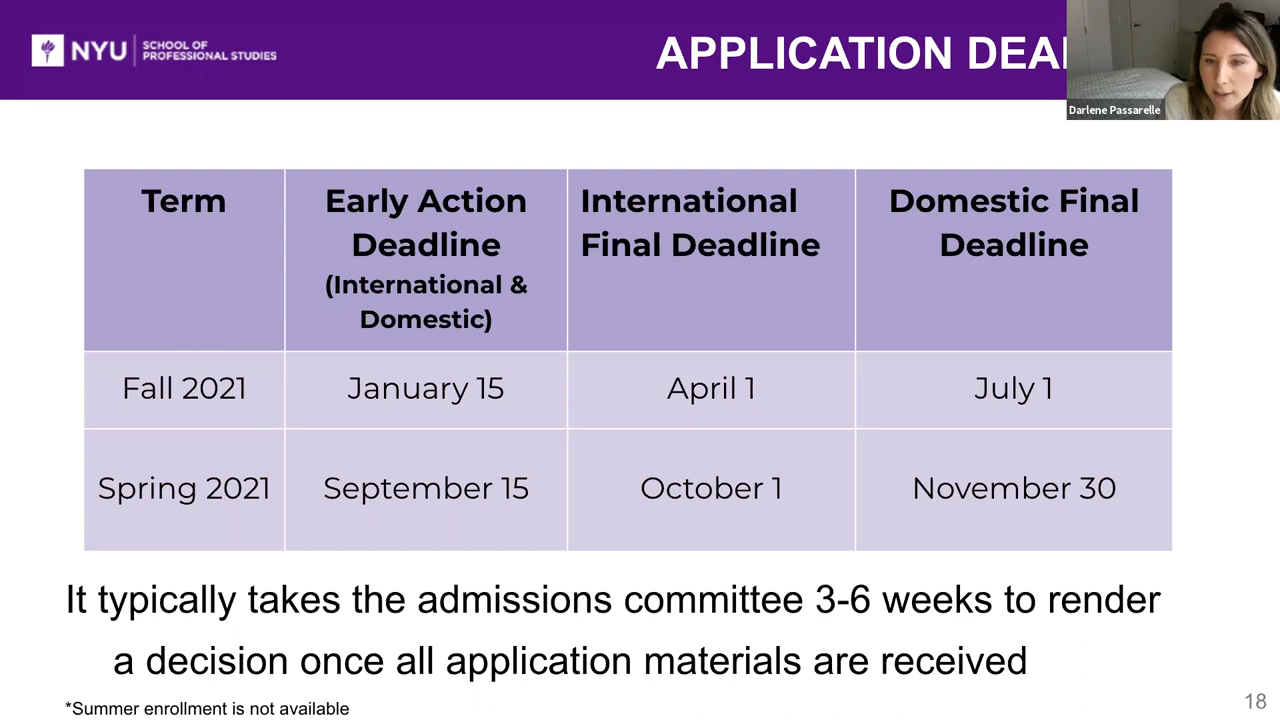 NYU SCHOOL OF
PROFESSIONAL STUDIES
APPLICATION
Darlene Passarelle
Term
Early Action
Deadline
(International &
Domestic)
International
Final Deadline
Domestic Final
Deadline
Fall 2021 January 15 April 1 July 1
Spring 2021 September 15 October 1 November 30
It typically takes the admissions committee 3-6 weeks to render
a decision once all application materials are received
*Summer enrollment is not available
18